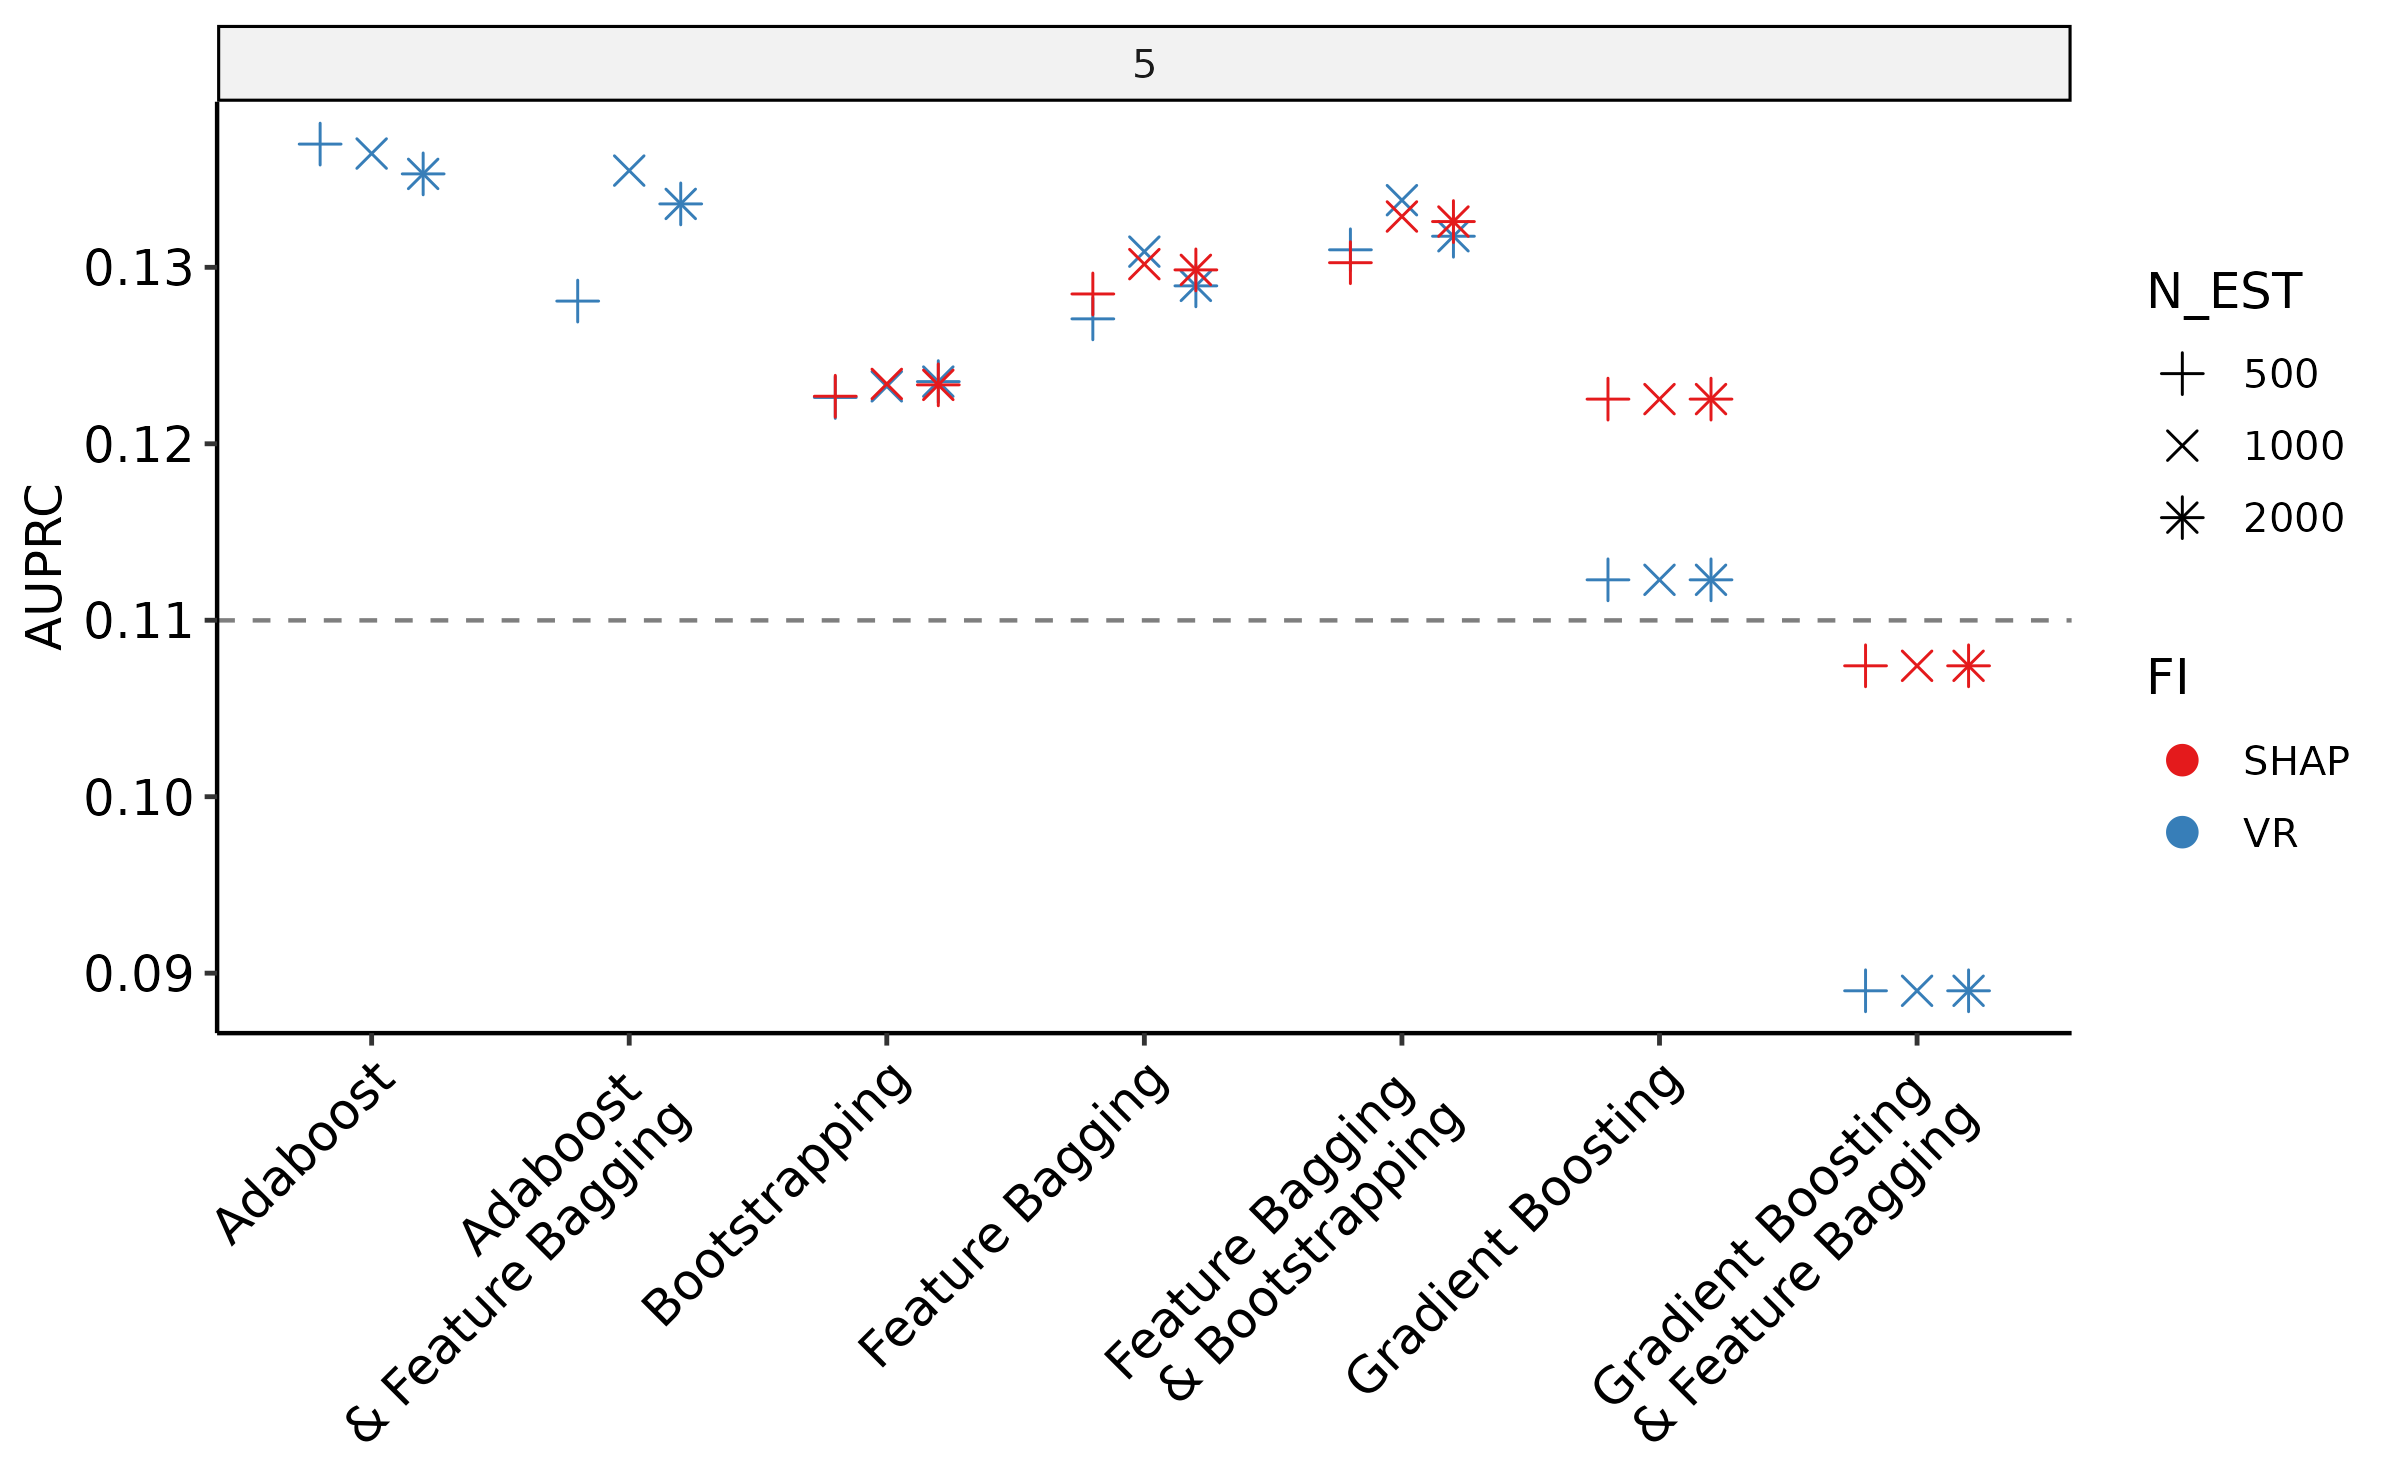 5
AUPRC
0.13
0.12
0.11
0.10
0.09
Adaboost
Adaboost
& Feature Bagging
Bootstrapping
Feature Bagging
Feature Bagging
& Bootstrapping
Gradient Boosting
Gradient Boosting
& Feature Bagging
N_EST
500
1000
2000
FI
SHAP
VR